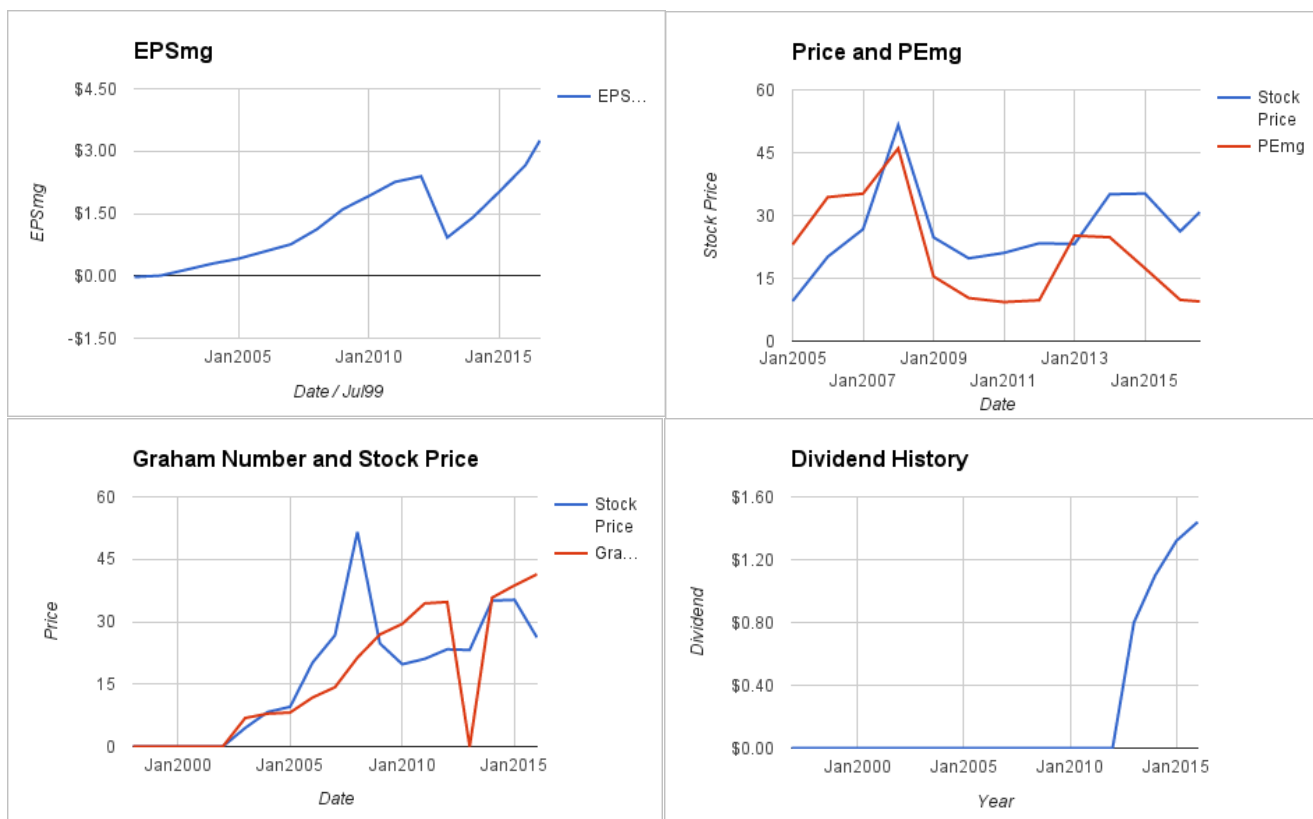 EPSmg
$4.50
$3.00
$1.50
$0.00
-$1.50
EPSmg
Jan2005
Jan2010
Jan2015
Date / Jul99
EPS...
Price and PEmg
60
45
30
15
0
Stock Price
Jan2005
Jan2009
Jan2013
Jan2007
Jan2011
Jan2015
Date
Stock
Price
PEmg
Graham Number and Stock Price
60
45
30
15
0
Price
Jan2000
Jan2005
Jan2010
Jan2015
Date
Stock
Price
Gra...
Dividend History
$1.60
$1.20
$0.80
$0.40
$0.00
Dividend
Jan2000
Jan2005
Jan2010
Jan2015
Year